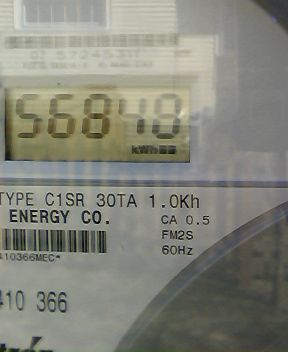 56848
kWh
TYPE C1SR 30TA 1.0Kh
ENERGY CO.
CA 0.5
FM2S
60Hz
410366MEC*
410 366